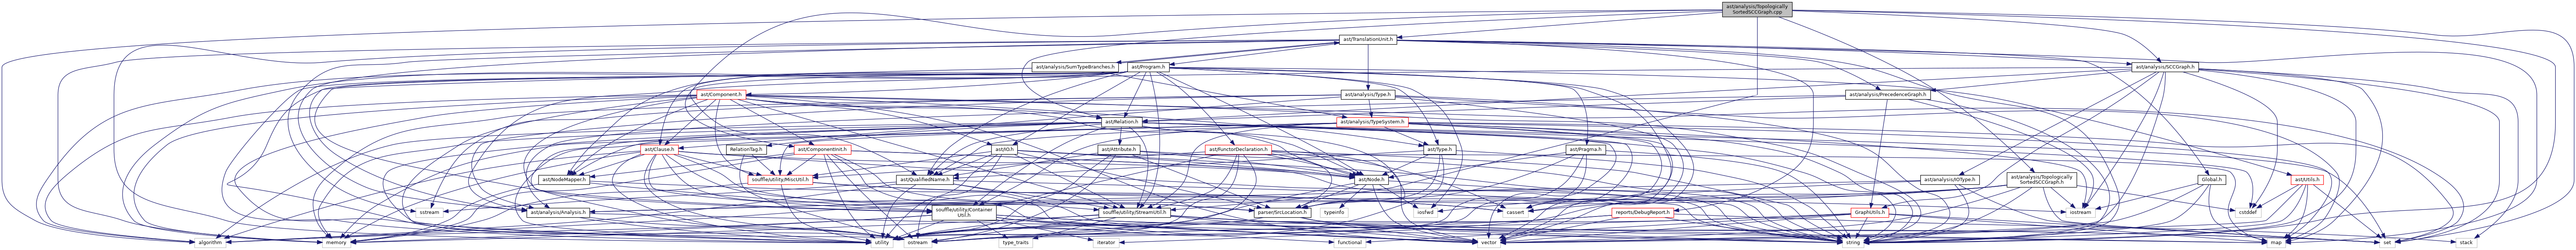 ast/analysis/Topologically
SortedSCCGraph.cpp
ast/TranslationUnit.h
ast/analysis/SumTypeBranches.h
ast/Program.h
ast/analysis/SCCGraph.h
ast/Component.h
ast/analysis/Type.h
ast/analysis/PrecedenceGraph.h
ast/Relation.h
ast/analysis/TypeSystem.h
ast/Clause.h
RelationTag.h
ast/ComponentInit.h
ast/IO.h
ast/Attribute.h
ast/FunctorDeclaration.h
ast/Type.h
ast/Pragma.h
ast/NodeMapper.h
souffle/utility/MiscUtil.h
ast/QualifiedName.h
ast/Node.h
ast/analysis/IOType.h
ast/analysis/Topologically
SortedSCCGraph.h
Global.h
ast/Utils.h
sstream
ast/analysis/Analysis.h
souffle/utility/Container
Util.h
souffle/utility/StreamUtil.h
parser/SrcLocation.h
typeinfo
iosfwd
cassert
reports/DebugReport.h
GraphUtils.h
iostream
cstddef
algorithm
memory
utility
ostream
type_traits
iterator
functional
vector
string
map
set
stack